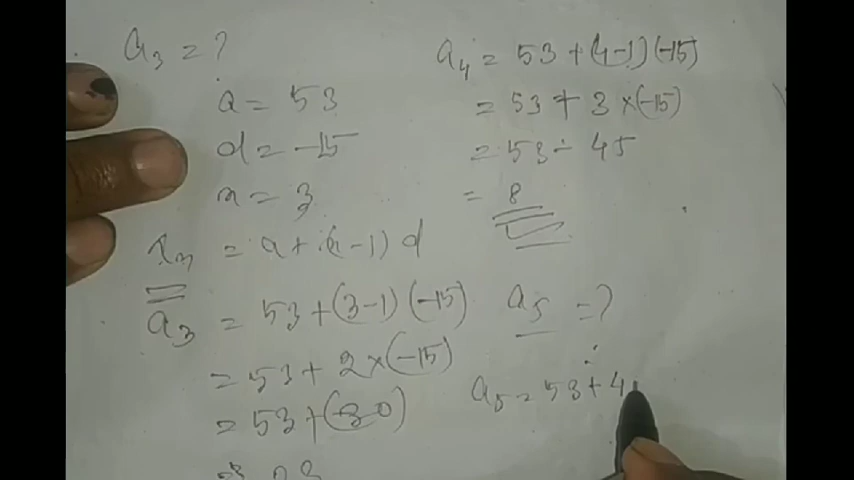 a₃ = ?
a = 53
d = -15
n = 3
= a + (n-1) d
a₃ = 53 + (3-1) (-15)
= 53 + 2 × (-15)
= 53 + (-30)
a₄ = 53 + (4-1) (-15)
= 53 + 3 × (-15)
= 53 - 45
= 8
a₅ = ?
a₅ = 53 + 4